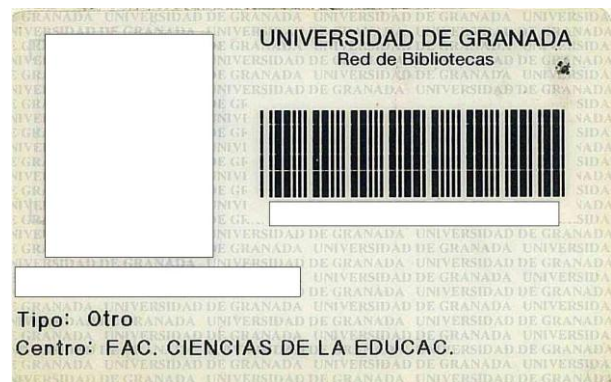 UNIVERSIDAD DE GRANADA
Red de Bibliotecas
Tipo: Otro
Centro: FAC. CIENCIAS DE LA EDUCAC.